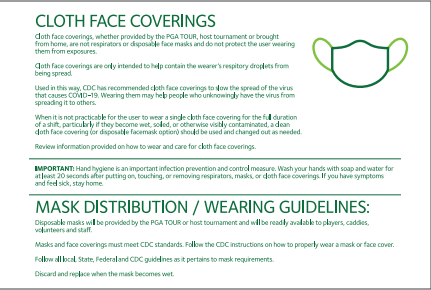 CLOTH FACE COVERINGS
Cloth face coverings, whether provided by the PGA TOUR, host tournament or brought
from home, are not respirators or disposable face masks and do not protect the user wearing
them from exposures.
Cloth face coverings are only intended to help contain the wearer's respitory droplets from
being spread.
Used in this way, CDC has recommended cloth face coverings to slow the spread of the virus
that causes COVID-19. Wearing them may help people who unknowingly have the virus from
spreading it to others.
When it is not practicable for the user to wear a single cloth face covering for the full duration
of a shift, particularly if they become wet, soiled, or otherwise visibly contaminated, a clean
cloth face covering (or disposable facemask option) should be used and changed out as needed.
Review information provided on how to wear and care for cloth face coverings.
IMPORTANT: Hand hygiene is an important infection prevention and control measure. Wash your hands with soap and water for
at least 20 seconds after putting on, touching, or removing respirators, masks, or cloth face coverings. If you have symptoms
and feel sick, stay home.
MASK DISTRIBUTION / WEARING GUIDELINES:
Disposable masks will be provided by the PGA TOUR or host tournament and will be readily available to players, caddies,
volunteers and staff.
Masks and face coverings must meet CDC standards. Follow the CDC instructions on how to properly wear a mask or face cover.
Follow all local, State, Federal and CDC guidelines as it pertains to mask requirements.
Discard and replace when the mask becomes wet.